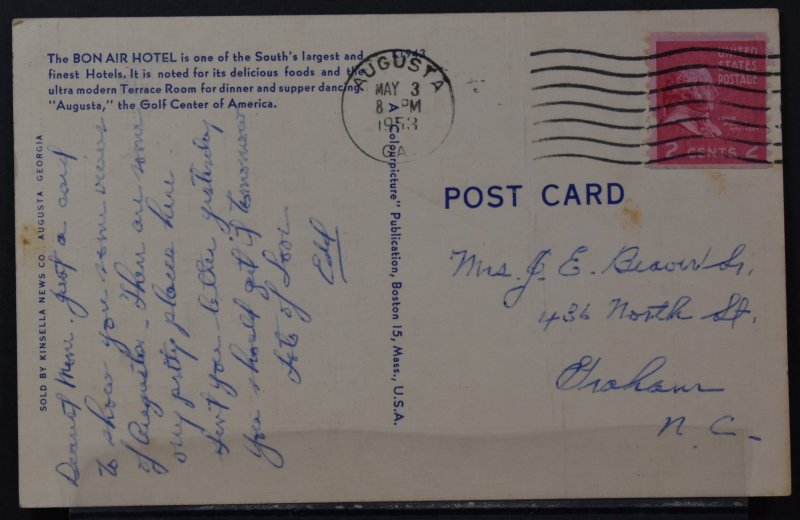 The BON AIR HOTEL is one of the South's largest and
finest Hotels. It is noted for its delicious foods and the
ultra modern Terrace Room for dinner and supper dancing.
"Augusta," the Golf Center of America.
SOLD BY KINSELLA NEWS CO., AUGUSTA, GEORGIA
Dearest Mom. Just a card
to show you some views
of Augusta. There are some
very pretty places here
Sent you letter yesterday
You should get it tomorrow
Lots of Love
A "Colourpicture" Publication, Boston 15, Mass., U.S.A.
AUGUSTA
MAY 3
8 PM
1953
GA.
UNITED
STATES
POSTAGE
JOHN
2 CENTS 2
POST CARD
Mrs. J. E. Beaver Sr.
436 North St.
Graham
N.C.